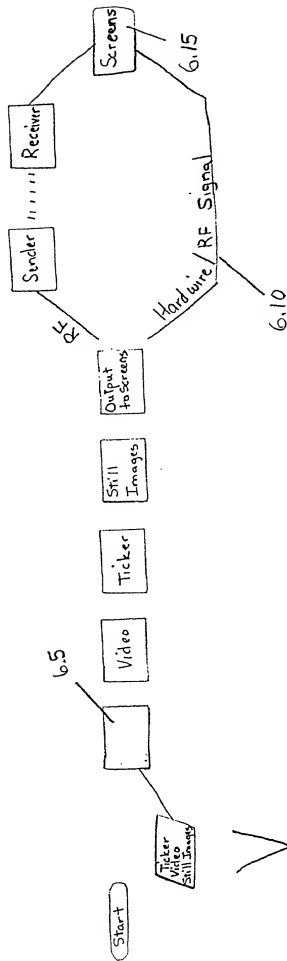 Start
Ticker
Video
Still Images
6.5
Video
Ticker
Still
Images
Output
to Screens
RF
Sender
Receiver
Screens
6.15
Hardwire/RF Signal
6.10